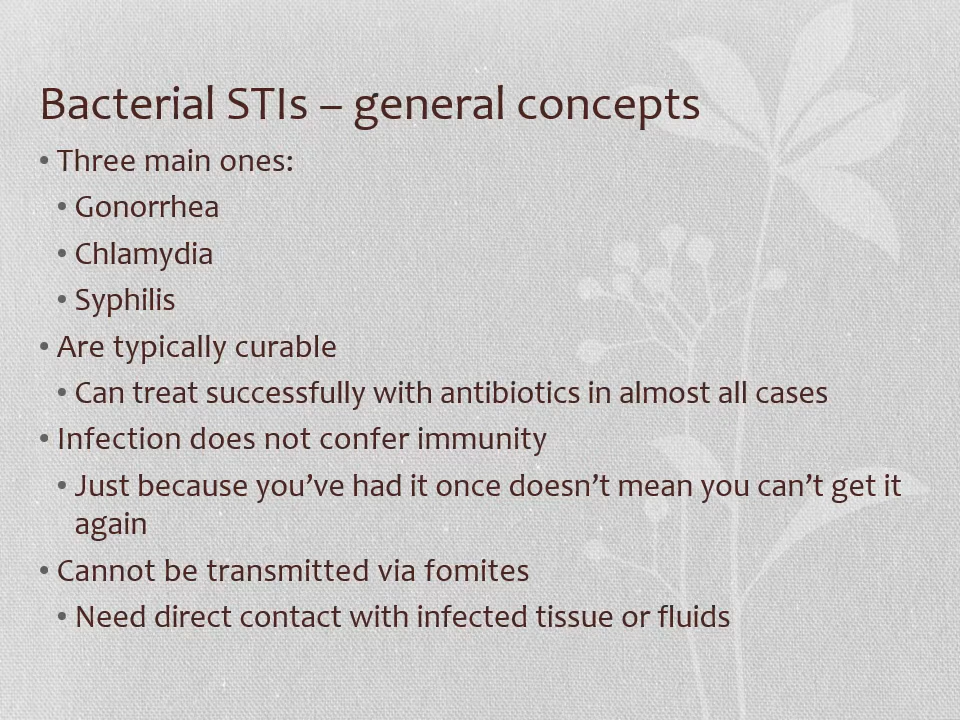 Bacterial STIs – general concepts
• Three main ones:
• Gonorrhea
• Chlamydia
• Syphilis
• Are typically curable
• Can treat successfully with antibiotics in almost all cases
• Infection does not confer immunity
• Just because you’ve had it once doesn’t mean you can’t get it
again
• Cannot be transmitted via fomites
• Need direct contact with infected tissue or fluids